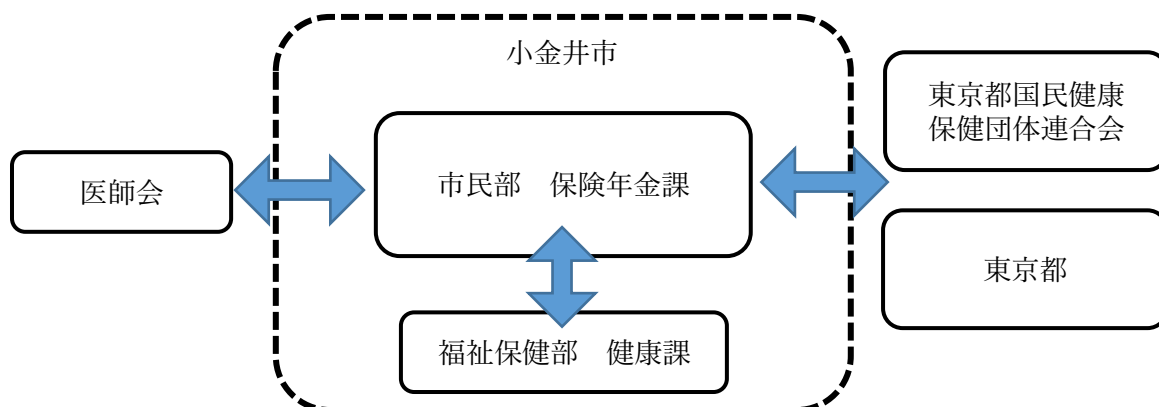 小金井市
東京都国民健康
保健団体連合会
医師会
市民部　保険年金課
東京都
福祉保健部　健康課